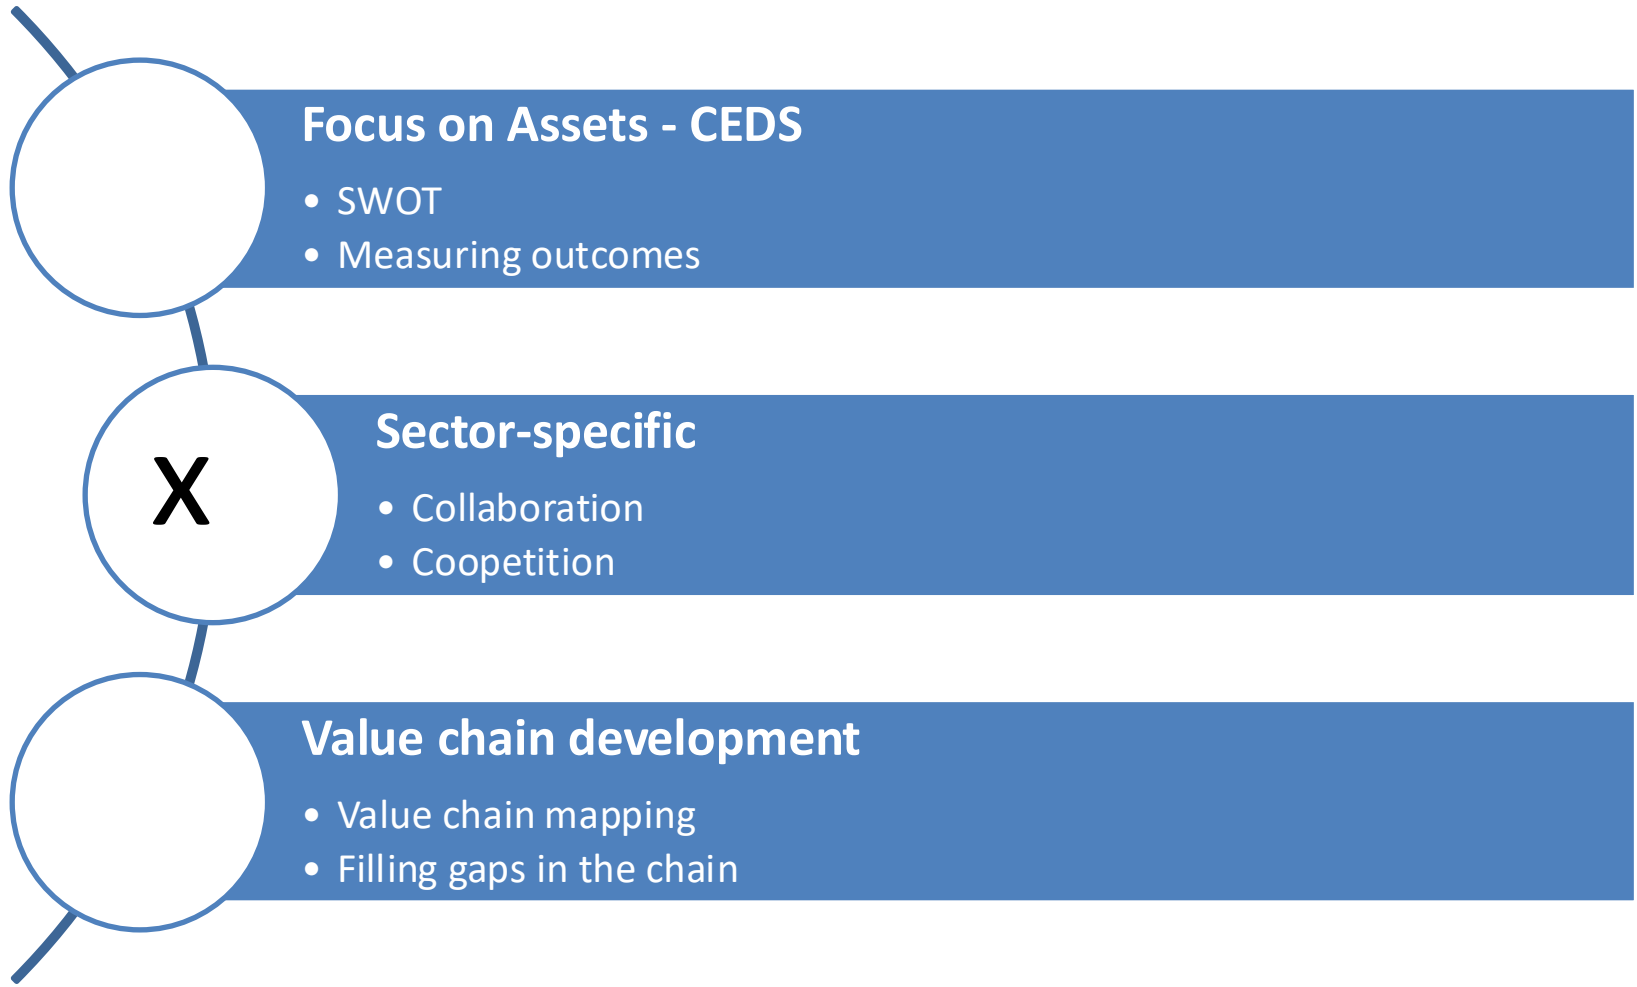 Focus on Assets - CEDS
• SWOT
• Measuring outcomes
X
Sector-specific
• Collaboration
• Coopetition
Value chain development
• Value chain mapping
• Filling gaps in the chain